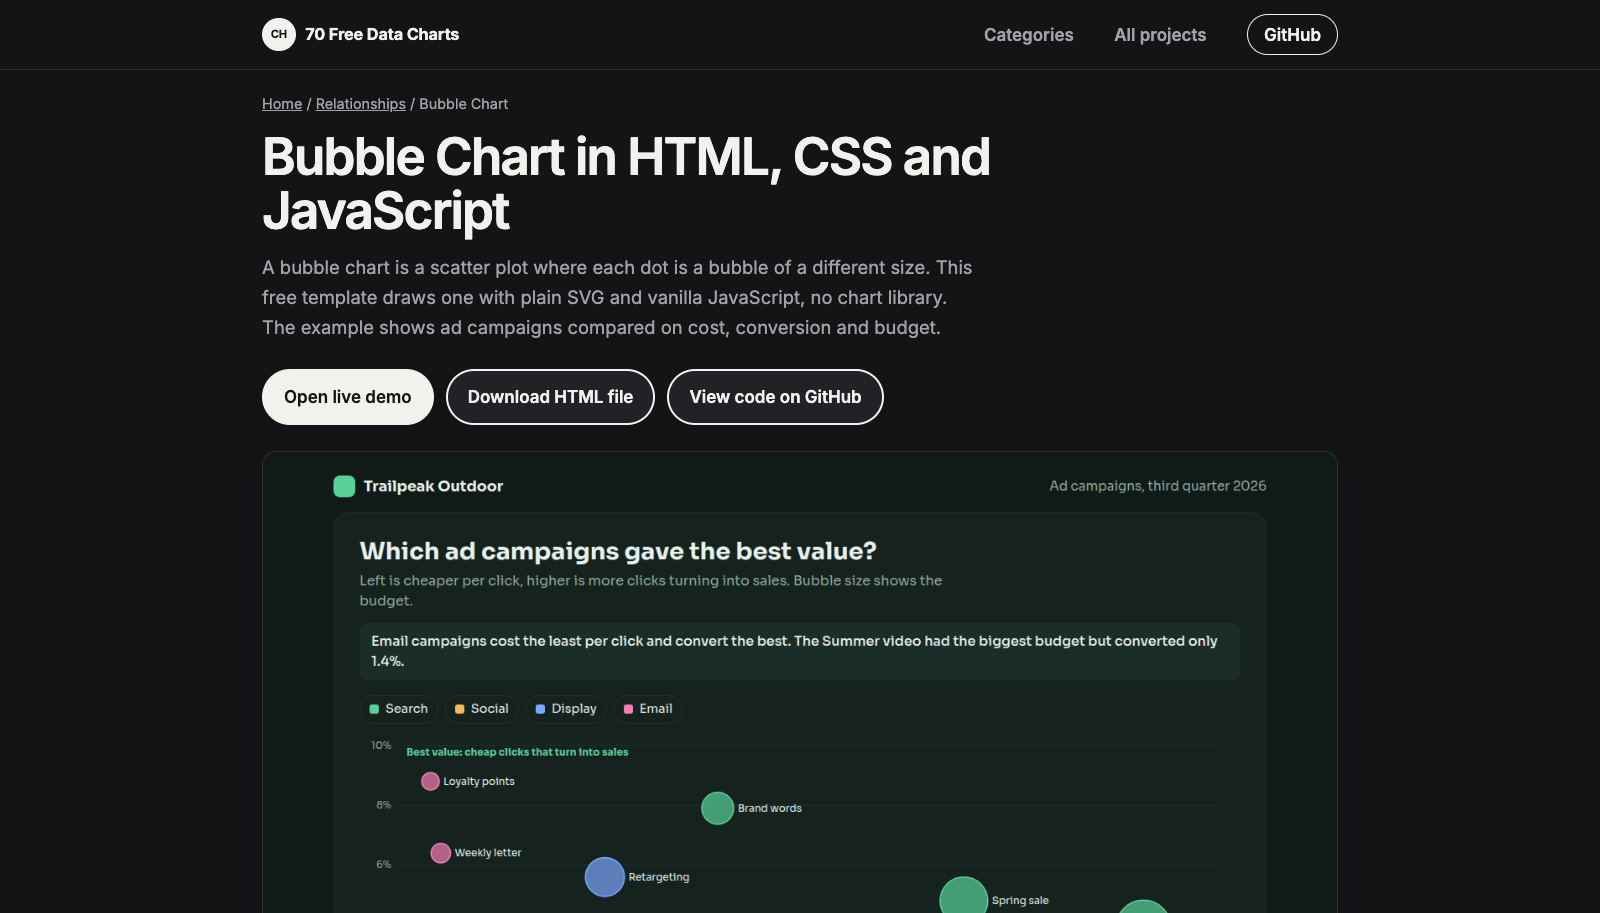 CH 70 Free Data Charts
Categories All projects GitHub
Home / Relationships / Bubble Chart
Bubble Chart in HTML, CSS and
JavaScript
A bubble chart is a scatter plot where each dot is a bubble of a different size. This
free template draws one with plain SVG and vanilla JavaScript, no chart library.
The example shows ad campaigns compared on cost, conversion and budget.
Open live demo Download HTML file View code on GitHub
Trailpeak Outdoor
Ad campaigns, third quarter 2026
Which ad campaigns gave the best value?
Left is cheaper per click, higher is more clicks turning into sales. Bubble size shows the
budget.
Email campaigns cost the least per click and convert the best. The Summer video had the biggest budget but converted only
1.4%.
Search Social Display Email
10%
Best value: cheap clicks that turn into sales
Loyalty points
8%
Brand words
Weekly letter
6%
Retargeting
Spring sale